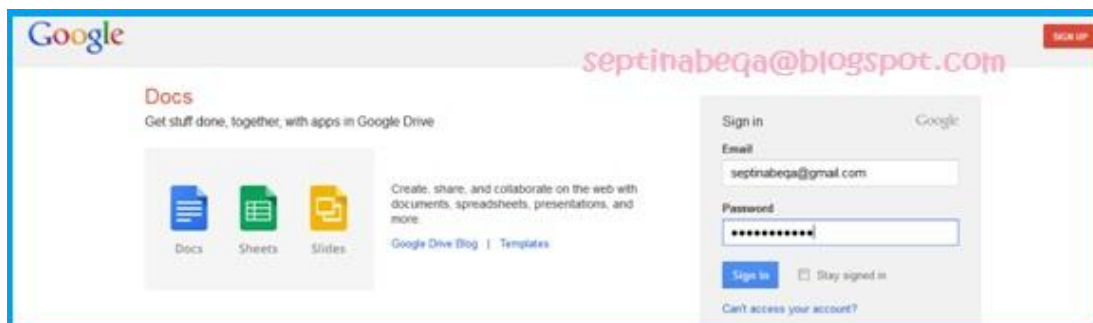 Google
SIGN UP
septinabeqa@blogspot.com
Docs
Get stuff done, together, with apps in Google Drive
Docs
Sheets
Slides
Create, share, and collaborate on the web with
documents, spreadsheets, presentations, and
more.
Google Drive Blog | Templates
Sign in
Google
Email
septinabeqa@gmail.com
Password
•••••••••••
Sign in
Stay signed in
Can't access your account?